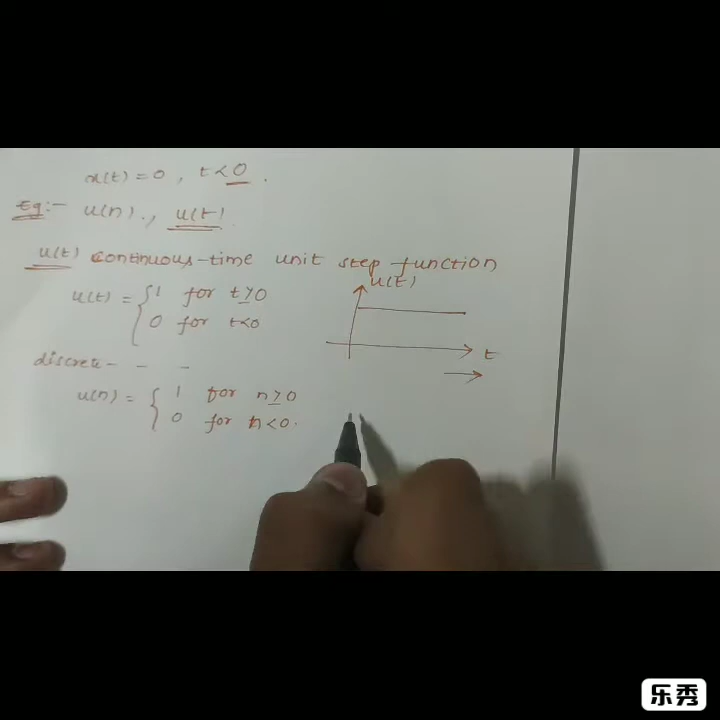 x(t) = 0 , t < 0 .
Eg:- u(n) ., u(t)
u(t) continuous-time unit step function
u(t) = { 1 for t ≥ 0
0 for t < 0
u(t)
t
discrete - - -
u(n) = { 1 for n ≥ 0
0 for n < 0.
乐秀